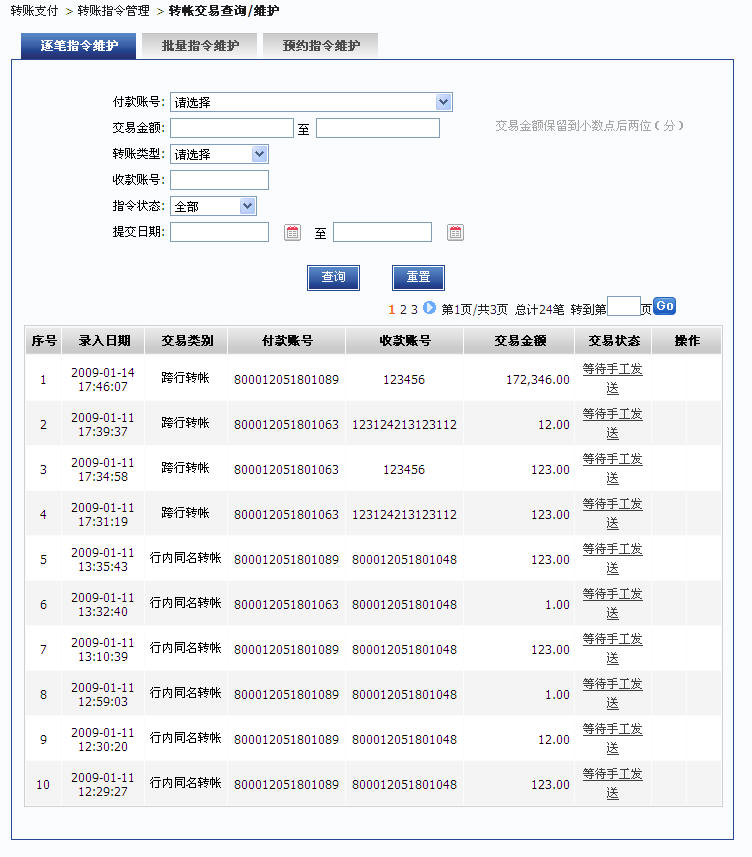 转账支付 > 转账指令管理 > 转帐交易查询/维护
逐笔指令维护 批量指令维护 预约指令维护
付款账号: 请选择
交易金额: 至 交易金额保留到小数点后两位（分）
转账类型: 请选择
收款账号:
指令状态: 全部
提交日期: 至
查询 重置
1 2 3 第1页/共3页 总计24笔 转到第 页 Go
序号 录入日期 交易类别 付款账号 收款账号 交易金额 交易状态 操作
1 2009-01-14 17:46:07 跨行转帐 800012051801089 123456 172,346.00 等待手工发送
2 2009-01-11 17:39:37 跨行转帐 800012051801063 123124213123112 12.00 等待手工发送
3 2009-01-11 17:34:58 跨行转帐 800012051801063 123456 123.00 等待手工发送
4 2009-01-11 17:31:19 跨行转帐 800012051801063 123124213123112 123.00 等待手工发送
5 2009-01-11 13:35:43 行内同名转帐 800012051801089 800012051801048 123.00 等待手工发送
6 2009-01-11 13:32:40 行内同名转帐 800012051801063 800012051801048 1.00 等待手工发送
7 2009-01-11 13:10:39 行内同名转帐 800012051801089 800012051801048 123.00 等待手工发送
8 2009-01-11 12:59:03 行内同名转帐 800012051801089 800012051801048 1.00 等待手工发送
9 2009-01-11 12:30:20 行内同名转帐 800012051801089 800012051801048 12.00 等待手工发送
10 2009-01-11 12:29:27 行内同名转帐 800012051801089 800012051801048 123.00 等待手工发送